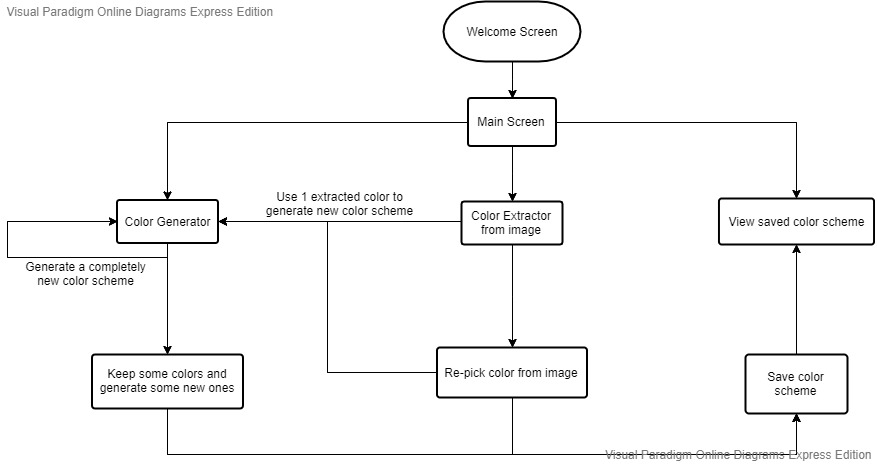 Visual Paradigm Online Diagrams Express Edition
Welcome Screen
Main Screen
Use 1 extracted color to
generate new color scheme
Color Generator
Color Extractor
from image
View saved color scheme
Generate a completely
new color scheme
Keep some colors and
generate some new ones
Re-pick color from image
Save color
scheme
Visual Paradigm Online Diagrams Express Edition